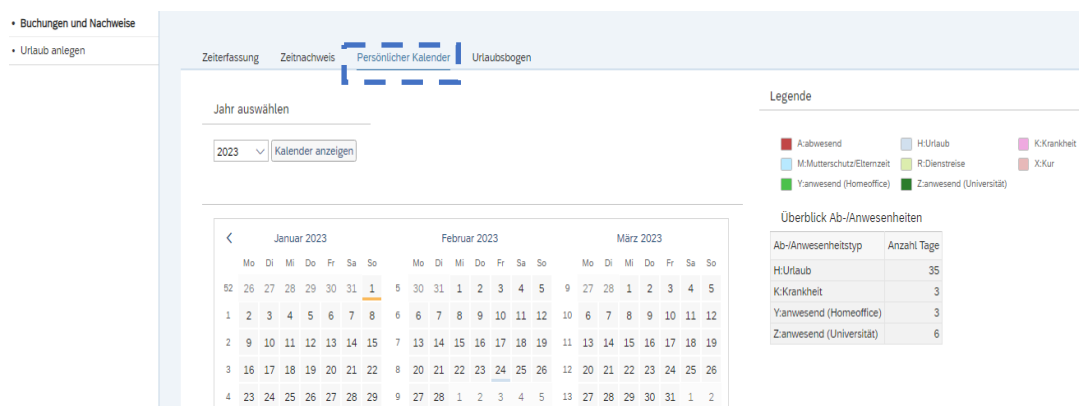 • Buchungen und Nachweise
• Urlaub anlegen
Zeiterfassung Zeitnachweis Persönlicher Kalender Urlaubsbogen
Jahr auswählen
2023 Kalender anzeigen
Legende
A:abwesend H:Urlaub K:Krankheit
M:Mutterschutz/Elternzeit R:Dienstreise X:Kur
Y:anwesend (Homeoffice) Z:anwesend (Universität)
Überblick Ab-/Anwesenheiten
Ab-/Anwesenheitstyp Anzahl Tage
H:Urlaub 35
K:Krankheit 3
Y:anwesend (Homeoffice) 3
Z:anwesend (Universität) 6
Januar 2023 Februar 2023 März 2023
Mo Di Mi Do Fr Sa So Mo Di Mi Do Fr Sa So Mo Di Mi Do Fr Sa So
52 26 27 28 29 30 31 1 5 30 31 1 2 3 4 5 9 27 28 1 2 3 4 5
1 2 3 4 5 6 7 8 6 6 7 8 9 10 11 12 10 6 7 8 9 10 11 12
2 9 10 11 12 13 14 15 7 13 14 15 16 17 18 19 11 13 14 15 16 17 18 19
3 16 17 18 19 20 21 22 8 20 21 22 23 24 25 26 12 20 21 22 23 24 25 26
4 23 24 25 26 27 28 29 9 27 28 1 2 3 4 5 13 27 28 29 30 31 1 2